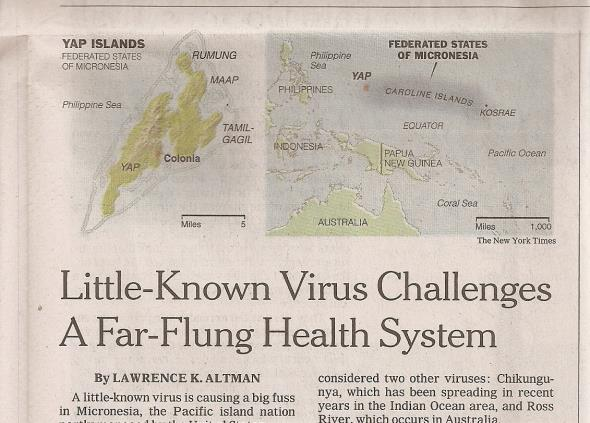 YAP ISLANDS
FEDERATED STATES
OF MICRONESIA
RUMUNG
MAAP
Philippine Sea
TAMIL-
GAGIL
Colonia
YAP
Miles 5
FEDERATED STATES
OF MICRONESIA
Philippine
Sea
YAP
PHILIPPINES
CAROLINE ISLANDS
KOSRAE
EQUATOR
INDONESIA
PAPUA
NEW GUINEA
Pacific Ocean
Coral Sea
AUSTRALIA
Miles 1,000
The New York Times
Little-Known Virus Challenges
A Far-Flung Health System
By LAWRENCE K. ALTMAN
A little-known virus is causing a big fuss
in Micronesia, the Pacific island nation
considered two other viruses: Chikungu-
nya, which has been spreading in recent
years in the Indian Ocean area, and Ross
River, which occurs in Australia.